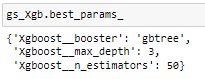 gs_Xgb.best_params_
{'Xgboost__booster': 'gbtree',
'Xgboost__max_depth': 3,
'Xgboost__n_estimators': 50}